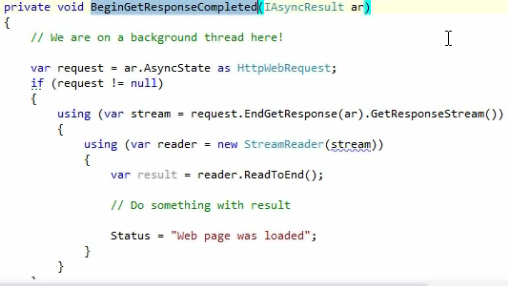 private void BeginGetResponseCompleted(IAsyncResult ar)
{
    // We are on a background thread here!

    var request = ar.AsyncState as HttpWebRequest;
    if (request != null)
    {
        using (var stream = request.EndGetResponse(ar).GetResponseStream())
        {
            using (var reader = new StreamReader(stream))
            {
                var result = reader.ReadToEnd();

                // Do something with result

                Status = "Web page was loaded";
            }
        }